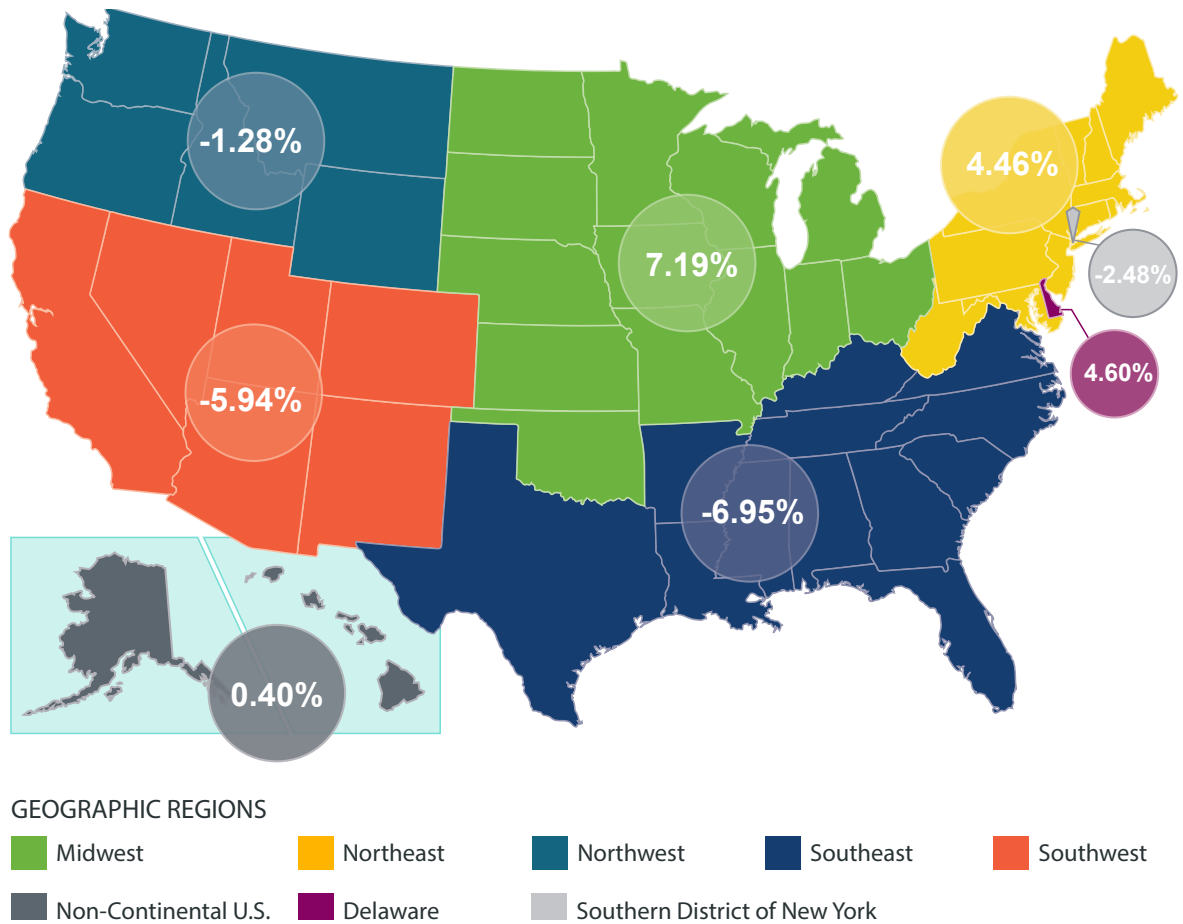 -1.28%
4.46%
7.19%
-2.48%
4.60%
-5.94%
-6.95%
0.40%
GEOGRAPHIC REGIONS
Midwest
Northeast
Northwest
Southeast
Southwest
Non-Continental U.S.
Delaware
Southern District of New York